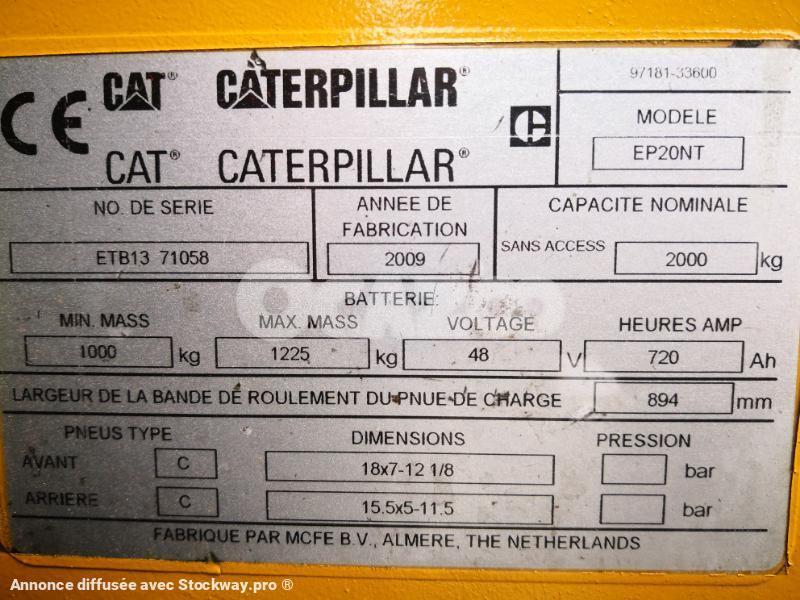 CE CAT® CATERPILLAR®
CAT® CATERPILLAR®
97181-33600
MODELE
EP20NT
NO. DE SERIE
ETB13 71058
ANNEE DE
FABRICATION
2009
CAPACITE NOMINALE
SANS ACCESS 2000 kg
BATTERIE:
MIN. MASS MAX. MASS VOLTAGE HEURES AMP
1000 kg 1225 kg 48 V 720 Ah
LARGEUR DE LA BANDE DE ROULEMENT DU PNUE DE CHARGE 894 mm
PNEUS TYPE DIMENSIONS PRESSION
AVANT C 18x7-12 1/8 bar
ARRIERE C 15.5x5-11.5 bar
FABRIQUE PAR MCFE B.V., ALMERE, THE NETHERLANDS
Annonce diffusée avec Stockway.pro ®